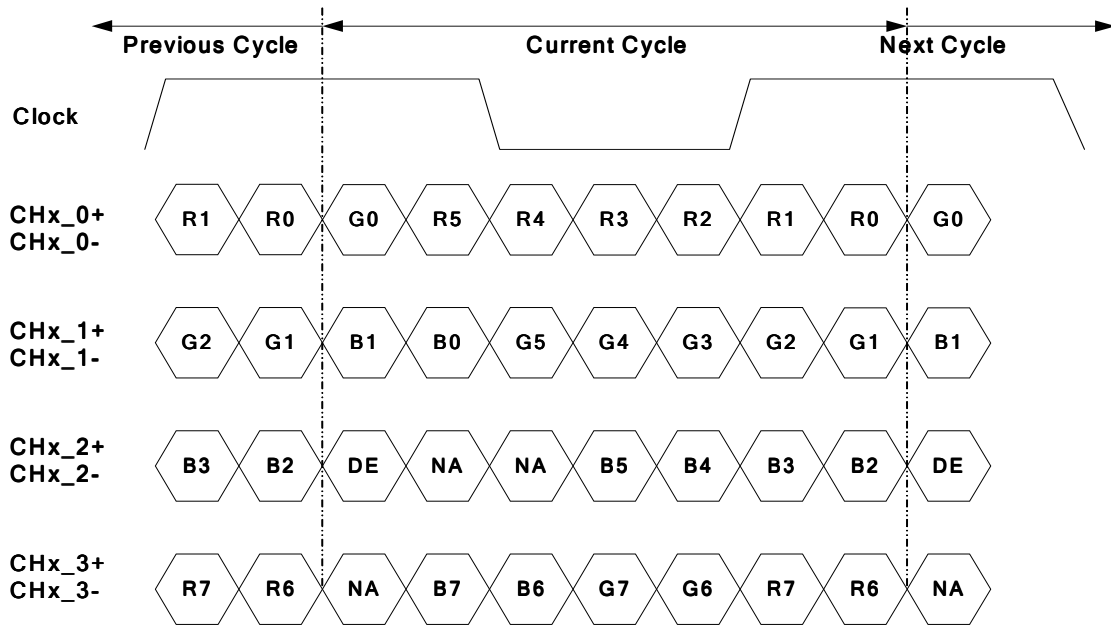 Previous Cycle Current Cycle Next Cycle
Clock
CHx_0+
CHx_0-
R1 R0 G0 R5 R4 R3 R2 R1 R0 G0
CHx_1+
CHx_1-
G2 G1 B1 B0 G5 G4 G3 G2 G1 B1
CHx_2+
CHx_2-
B3 B2 DE NA NA B5 B4 B3 B2 DE
CHx_3+
CHx_3-
R7 R6 NA B7 B6 G7 G6 R7 R6 NA